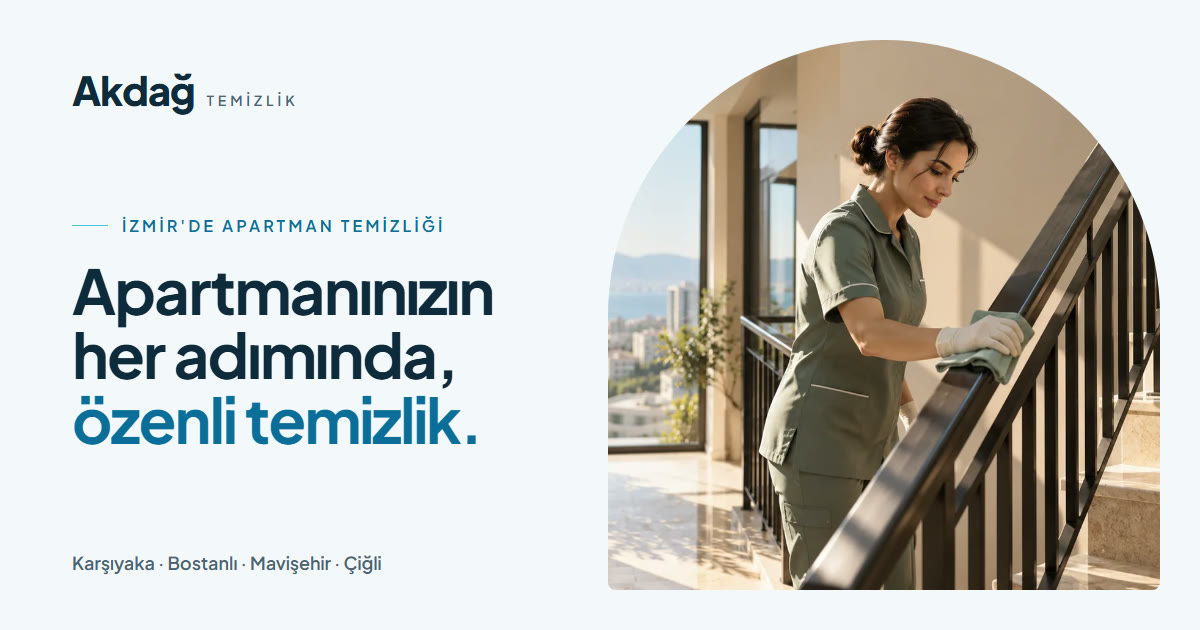 Akdağ TEMİZLİK
İZMİR'DE APARTMAN TEMİZLİĞİ
Apartmanınızın
her adımında,
özenli temizlik.
Karşıyaka · Bostanlı · Mavişehir · Çiğli